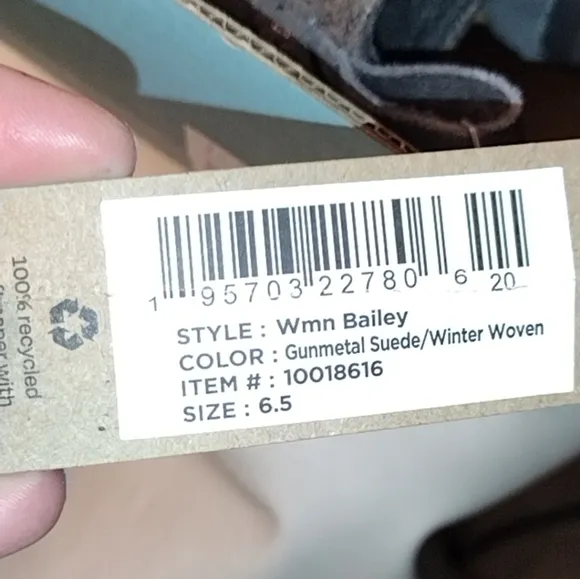 1 95703 22780 6 20
STYLE : Wmn Bailey
COLOR : Gunmetal Suede/Winter Woven
ITEM # : 10018616
SIZE : 6.5
100% recycled
with